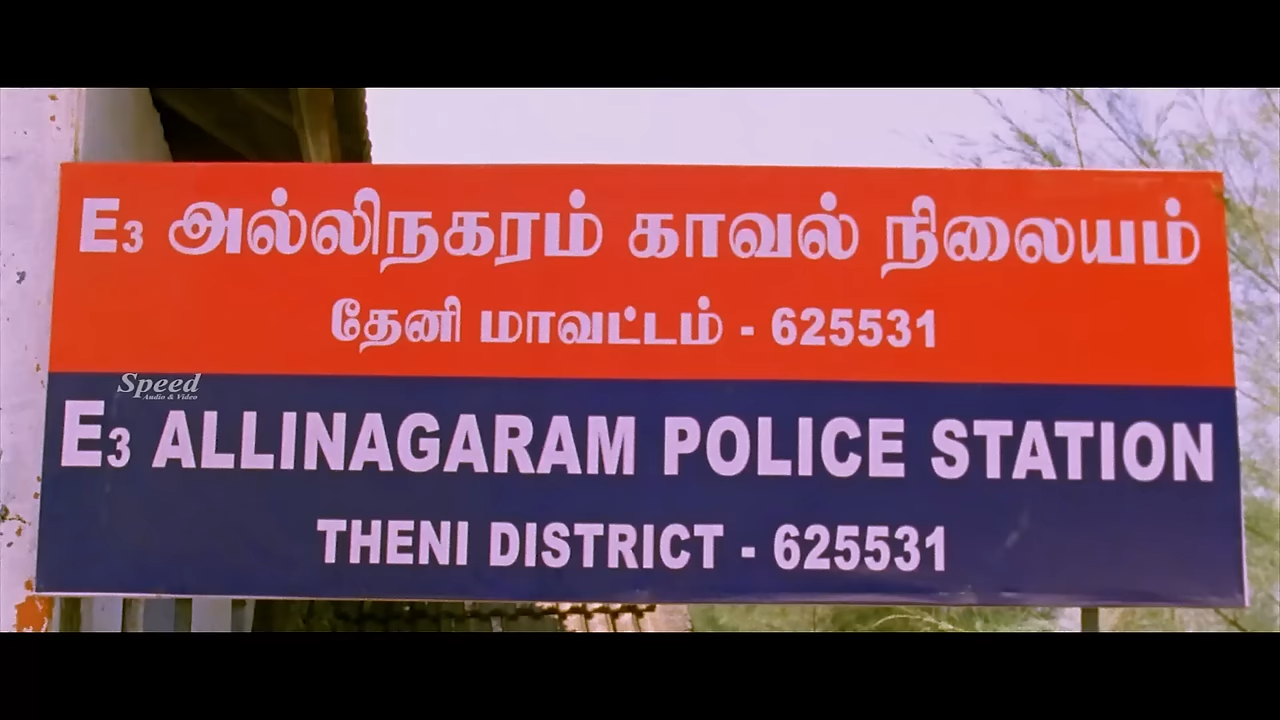 E3 அல்லிநகரம் காவல் நிலையம்
தேனி மாவட்டம் - 625531
Speed
Audio & Video
E3 ALLINAGARAM POLICE STATION
THENI DISTRICT - 625531